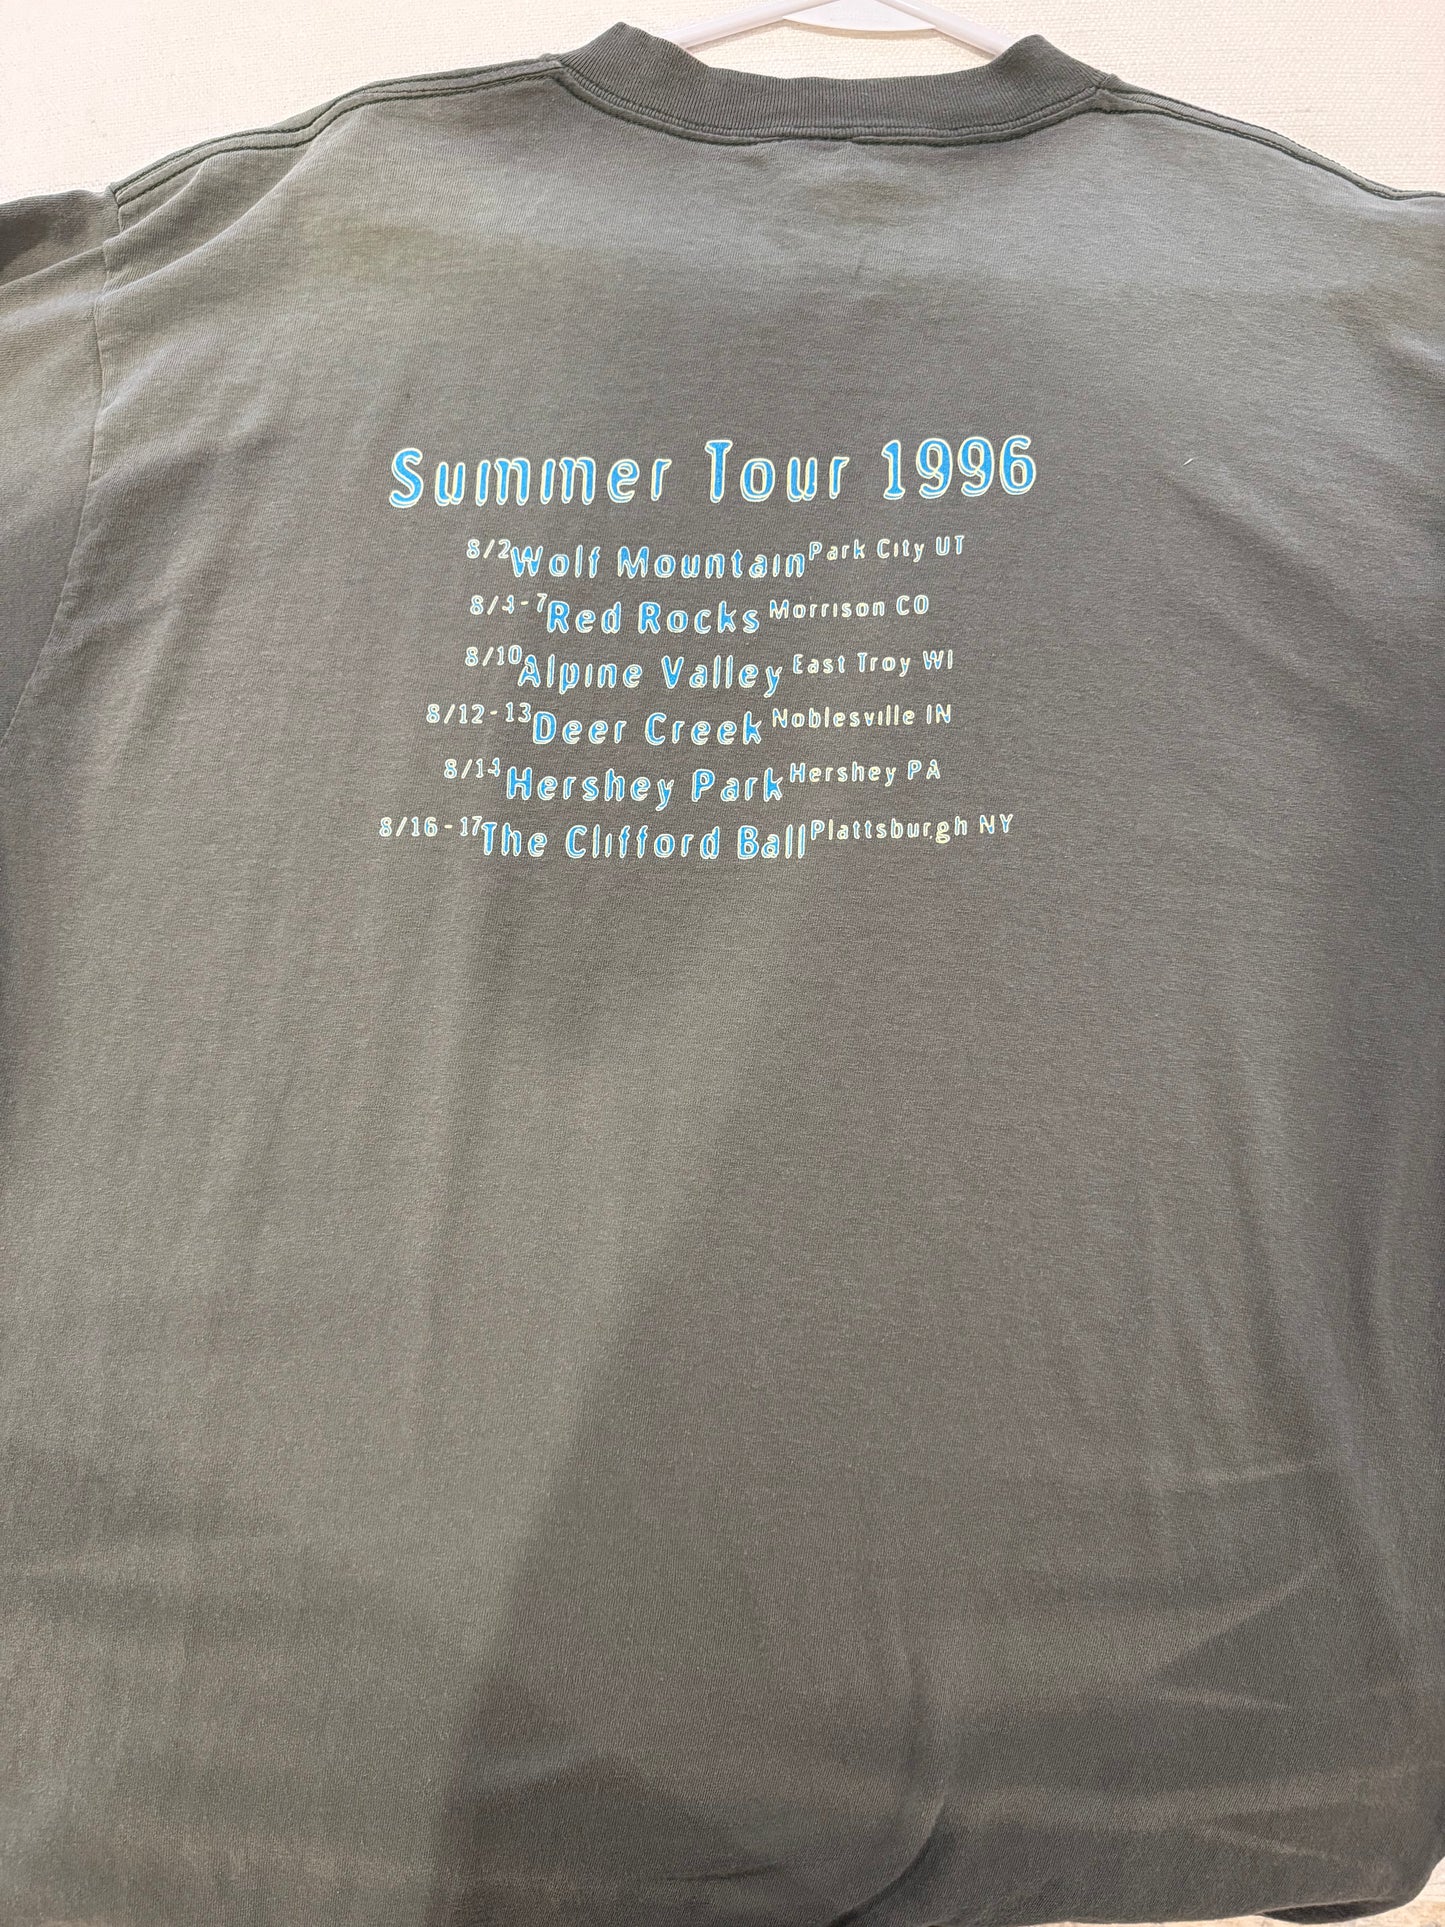 Summer Tour 1996
8/2 Wolf Mountain Park City UT
8/4-7 Red Rocks Morrison CO
8/10 Alpine Valley East Troy WI
8/12-13 Deer Creek Noblesville IN
8/14 Hershey Park Hershey PA
8/16-17 The Clifford Ball Plattsburgh NY